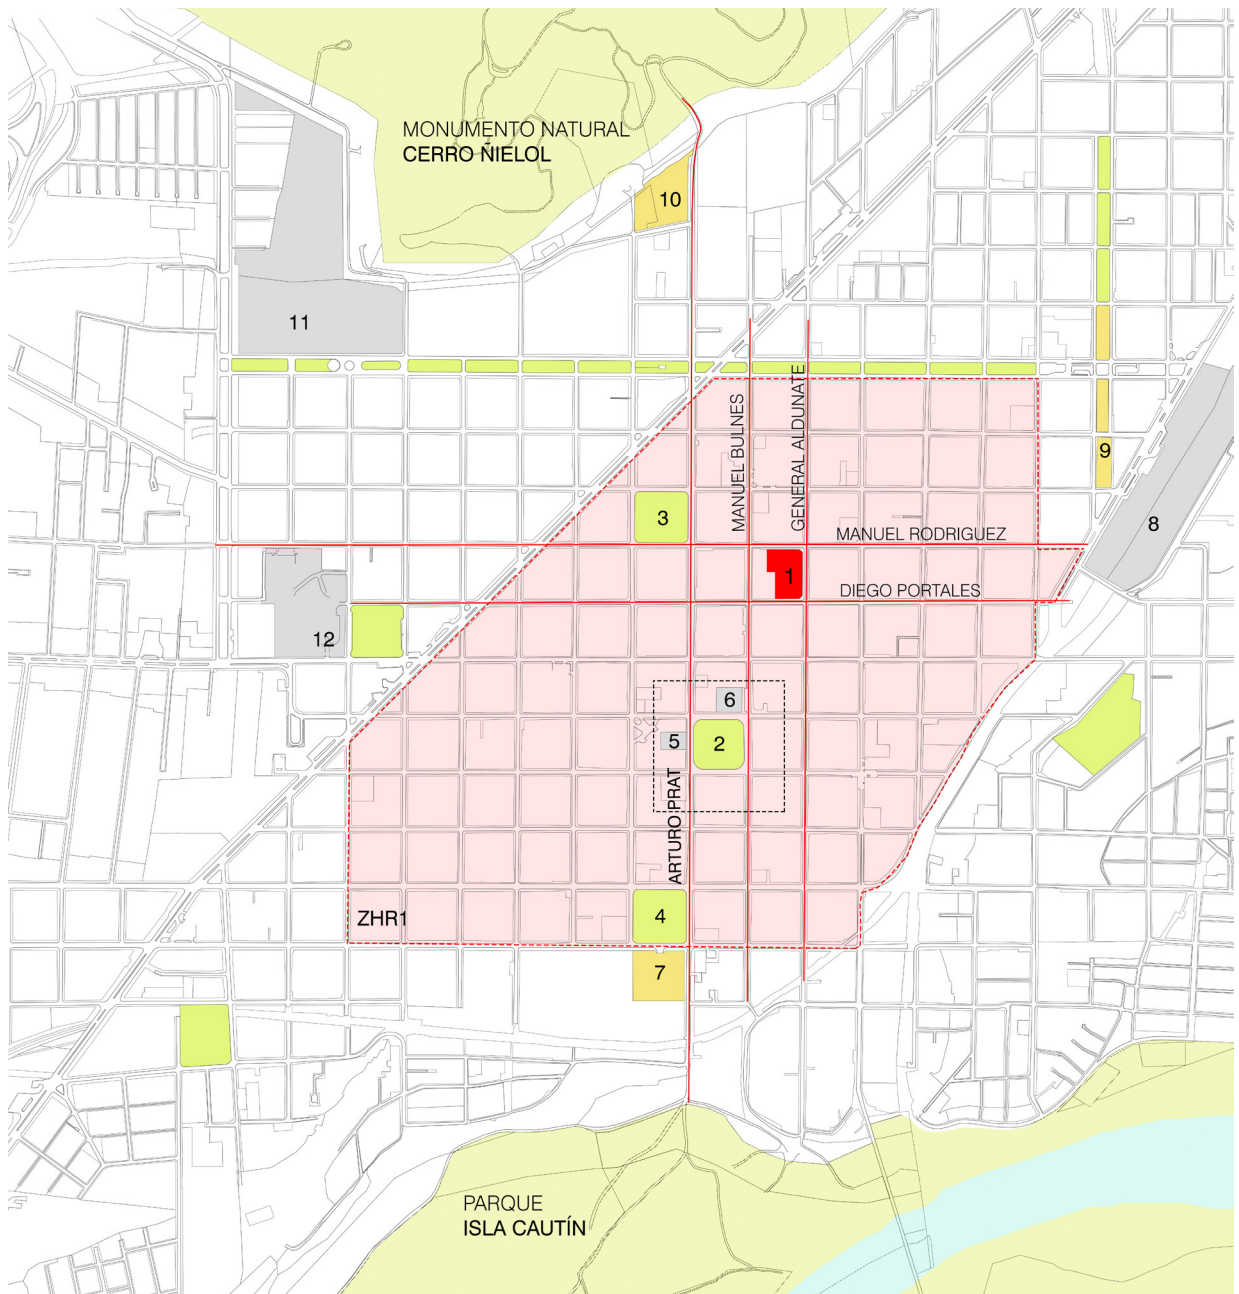 MONUMENTO NATURAL
CERRO ÑIELOL
10
11
MANUEL BULNES
GENERAL ALDUNATE
9
3
8
MANUEL RODRIGUEZ
1
DIEGO PORTALES
12
6
5
2
ARTURO PRAT
ZHR1
4
7
PARQUE
ISLA CAUTÍN